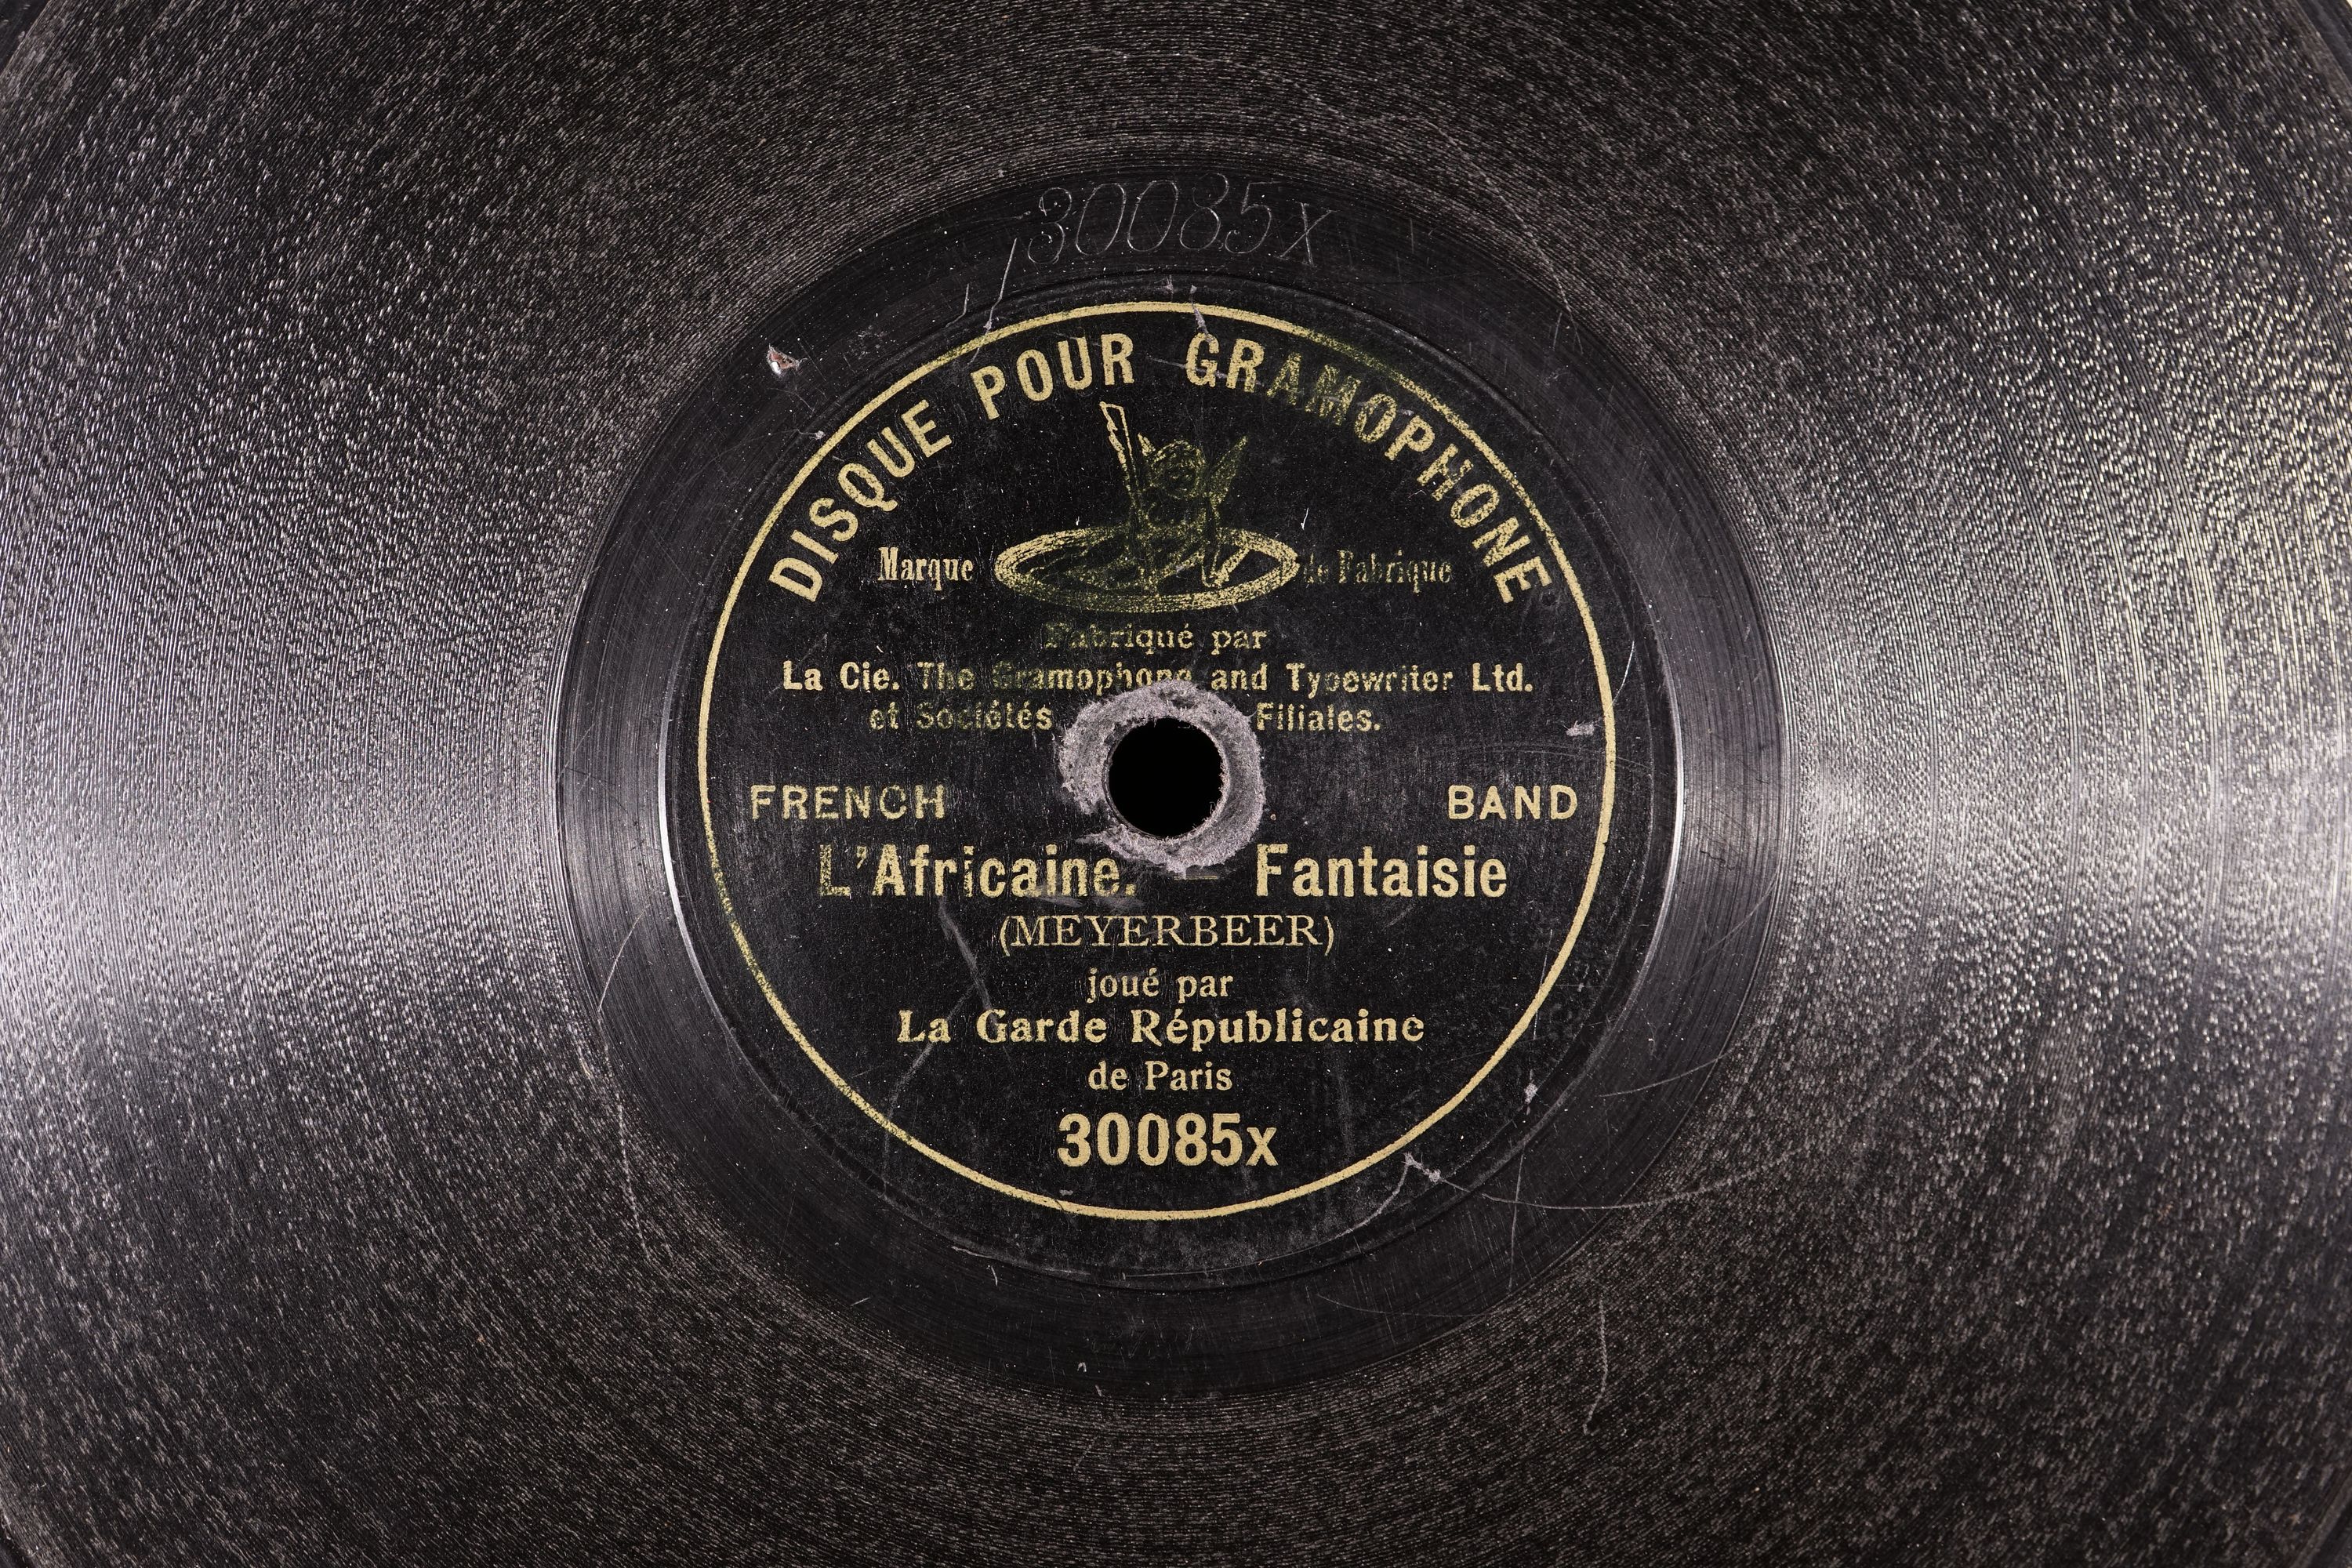 30085x
DISQUE POUR GRAMOPHONE
Marque de Fabrique
Fabriqué par
La Cie. The Gramophone and Typewriter Ltd.
et Sociétés Filiales.
FRENCH BAND
L'Africaine. — Fantaisie
(MEYERBEER)
joué par
La Garde Républicaine
de Paris
30085x